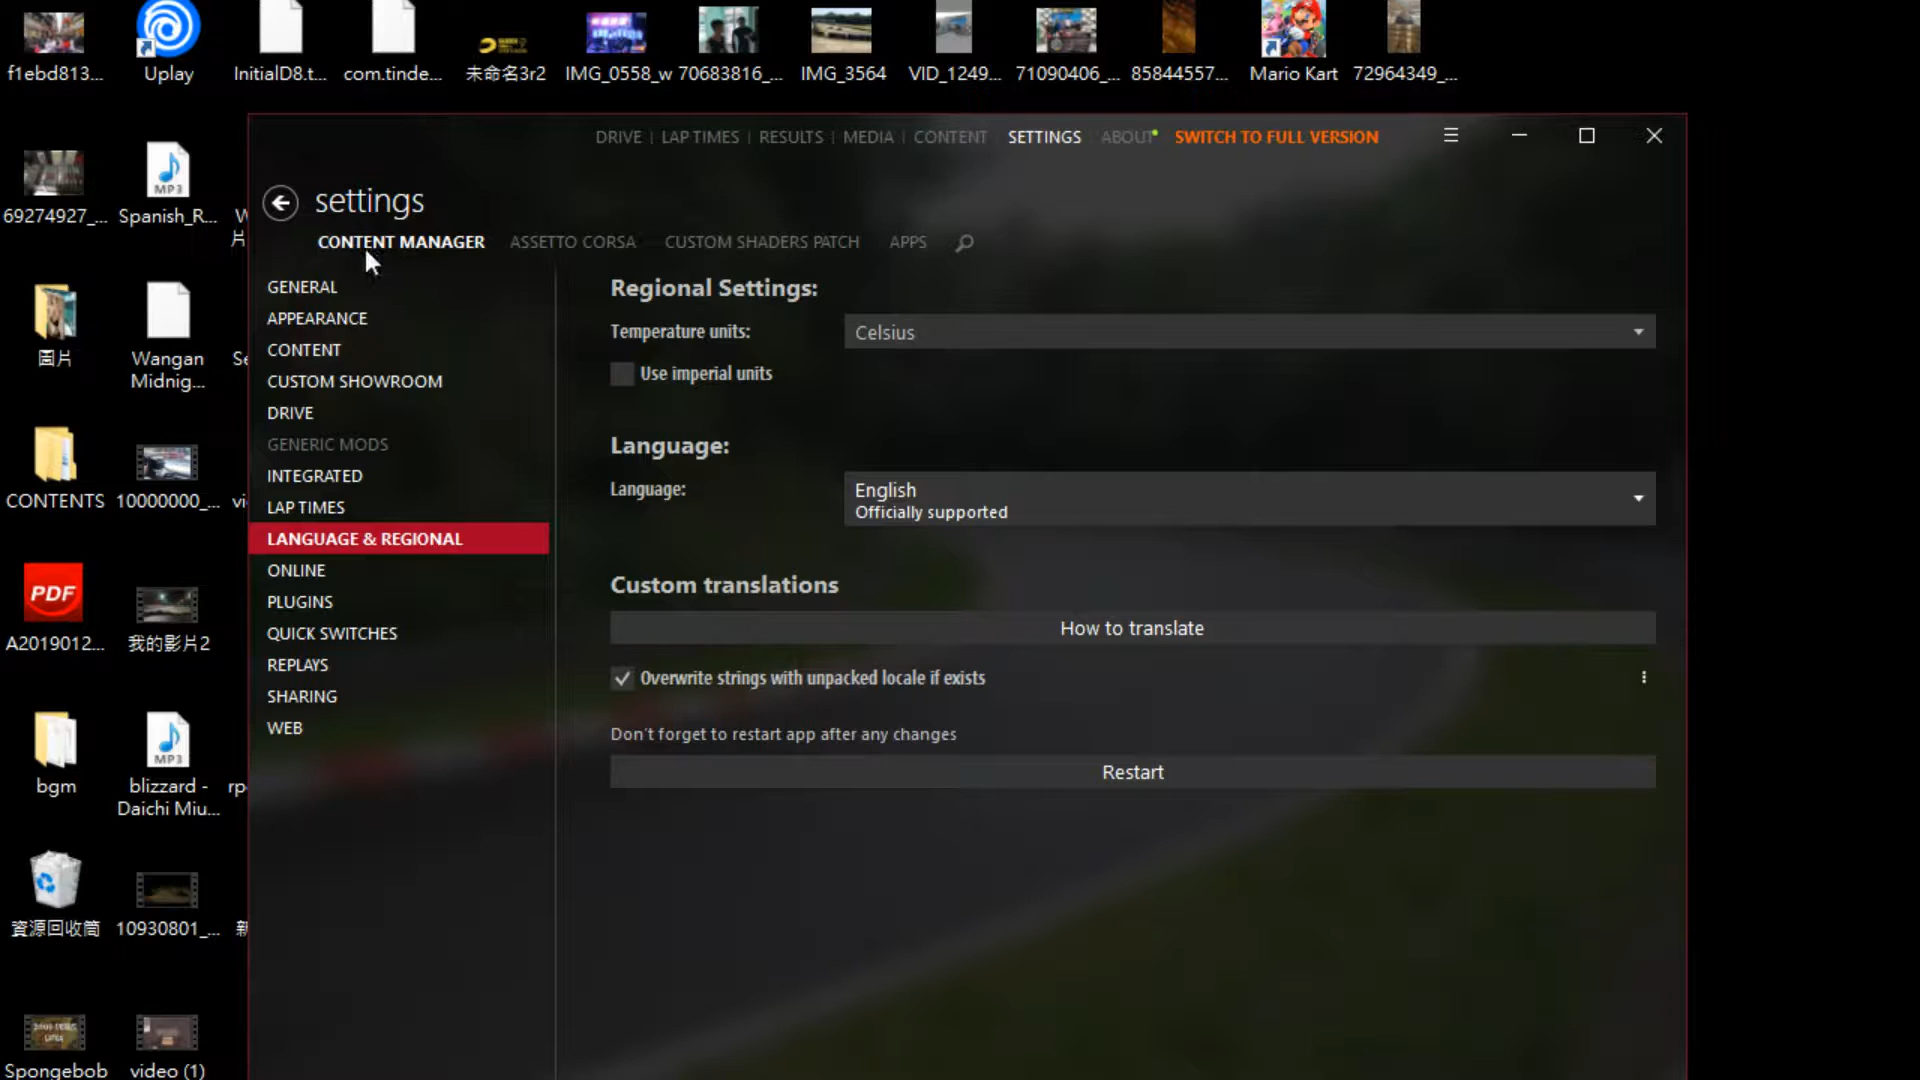 f1ebd813...
Uplay
InitialD8.t...
com.tinde...
未命名3r2
IMG_0558_w
70683816_...
IMG_3564
VID_1249...
71090406_...
85844557...
Mario Kart
72964349_...
DRIVE | LAP TIMES | RESULTS | MEDIA | CONTENT SETTINGS ABOUT SWITCH TO FULL VERSION
settings
CONTENT MANAGER ASSETTO CORSA CUSTOM SHADERS PATCH APPS
MP3
69274927_...
Spanish_R...
GENERAL
APPEARANCE
CONTENT
CUSTOM SHOWROOM
DRIVE
GENERIC MODS
INTEGRATED
LAP TIMES
LANGUAGE & REGIONAL
ONLINE
PLUGINS
QUICK SWITCHES
REPLAYS
SHARING
WEB
Regional Settings:
Temperature units: Celsius
Use imperial units
Language:
Language: English
Officially supported
Custom translations
How to translate
Overwrite strings with unpacked locale if exists
Don't forget to restart app after any changes
Restart
圖片
Wangan
Midnig...
CONTENTS
10000000_...
PDF
A2019012...
我的影片2
MP3
bgm
blizzard -
Daichi Miu...
資源回收筒
10930801_...
Spongebob
video (1)